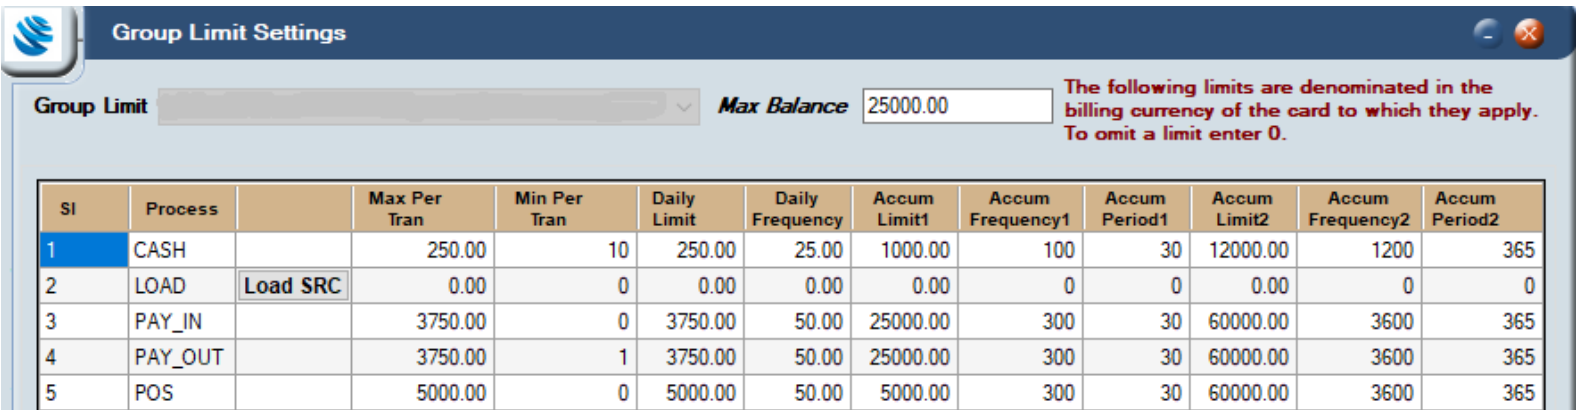 Group Limit Settings
Group Limit Max Balance 25000.00
The following limits are denominated in the
billing currency of the card to which they apply.
To omit a limit enter 0.
SI Process Max Per Tran Min Per Tran Daily Limit Daily Frequency Accum Limit1 Accum Frequency1 Accum Period1 Accum Limit2 Accum Frequency2 Accum Period2
1 CASH 250.00 10 250.00 25.00 1000.00 100 30 12000.00 1200 365
2 LOAD Load SRC 0.00 0 0.00 0.00 0.00 0 0 0.00 0 0
3 PAY_IN 3750.00 0 3750.00 50.00 25000.00 300 30 60000.00 3600 365
4 PAY_OUT 3750.00 1 3750.00 50.00 25000.00 300 30 60000.00 3600 365
5 POS 5000.00 0 5000.00 50.00 5000.00 300 30 60000.00 3600 365